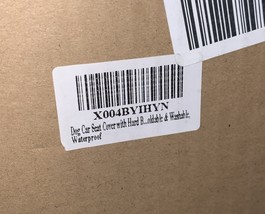 X004BYIHYN
Dog Car Seat Cover with Hard B...oldable & Washable,
Waterproof